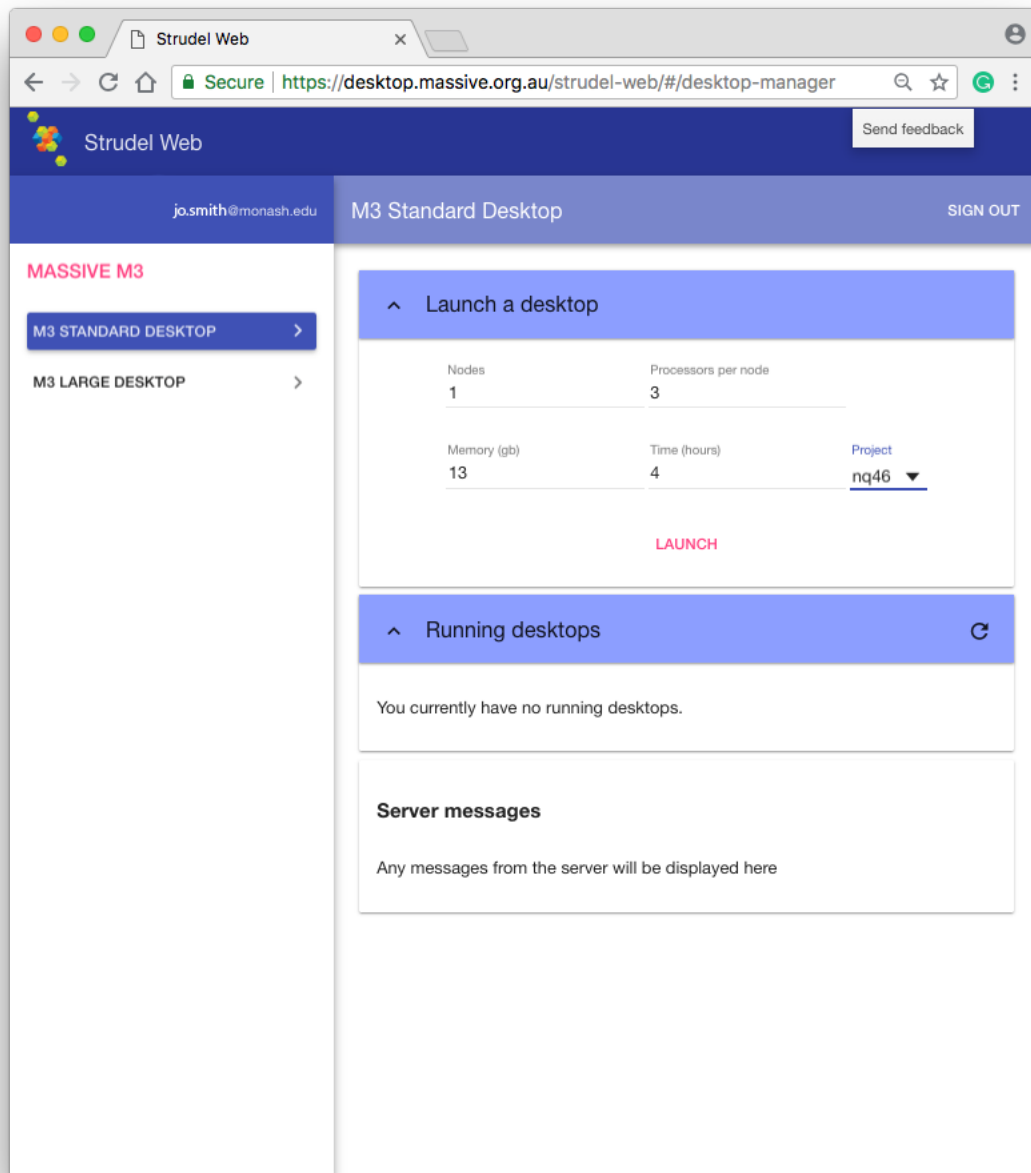 Strudel Web
Secure https://desktop.massive.org.au/strudel-web/#/desktop-manager
Strudel Web
Send feedback
jo.smith@monash.edu
M3 Standard Desktop
SIGN OUT
MASSIVE M3
M3 STANDARD DESKTOP
M3 LARGE DESKTOP
Launch a desktop
Nodes
1
Processors per node
3
Memory (gb)
13
Time (hours)
4
Project
nq46
LAUNCH
Running desktops
You currently have no running desktops.
Server messages
Any messages from the server will be displayed here